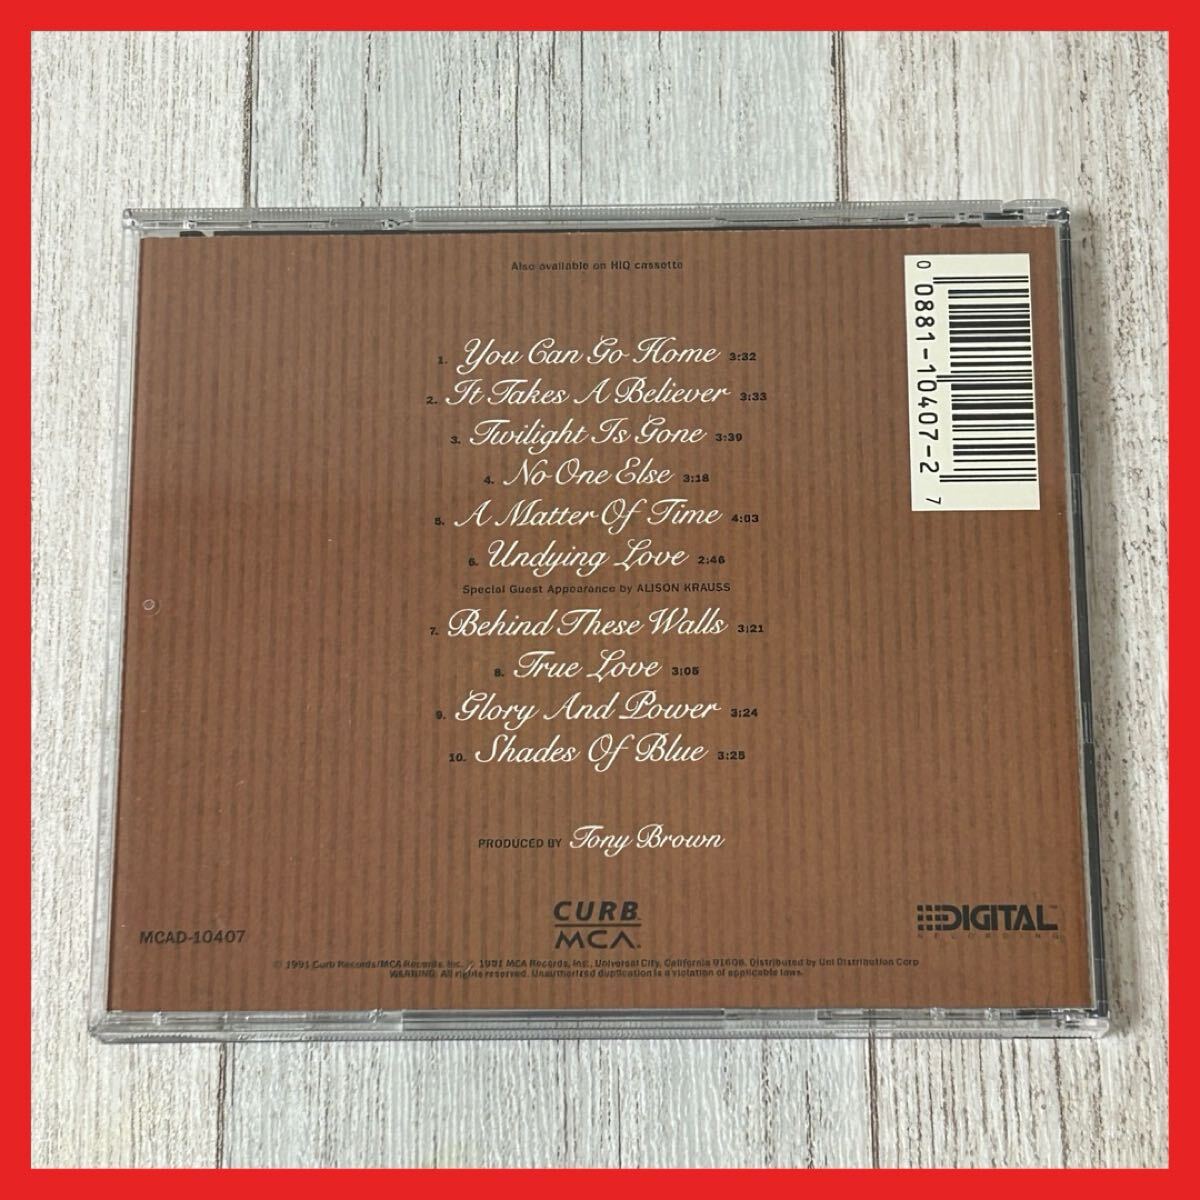 Also available on HiQ cassette
1. You Can Go Home 3:32
2. It Takes A Believer 3:33
3. Twilight Is Gone 3:39
4. No One Else 3:18
5. A Matter Of Time 4:03
6. Undying Love 2:46
Special Guest Appearance by ALISON KRAUSS
7. Behind These Walls 3:21
8. True Love 3:05
9. Glory And Power 3:24
10. Shades Of Blue 3:25
PRODUCED BY Tony Brown
0 0881-10407-2 7
MCAD-10407
CURB
MCA.
DIGITAL™
RECORDING
© 1991 Curb Records/MCA Records, Inc. ℗ 1991 MCA Records, Inc., Universal City, California 91608. Distributed by Uni Distribution Corp
WARNING: All rights reserved. Unauthorized duplication is a violation of applicable laws.